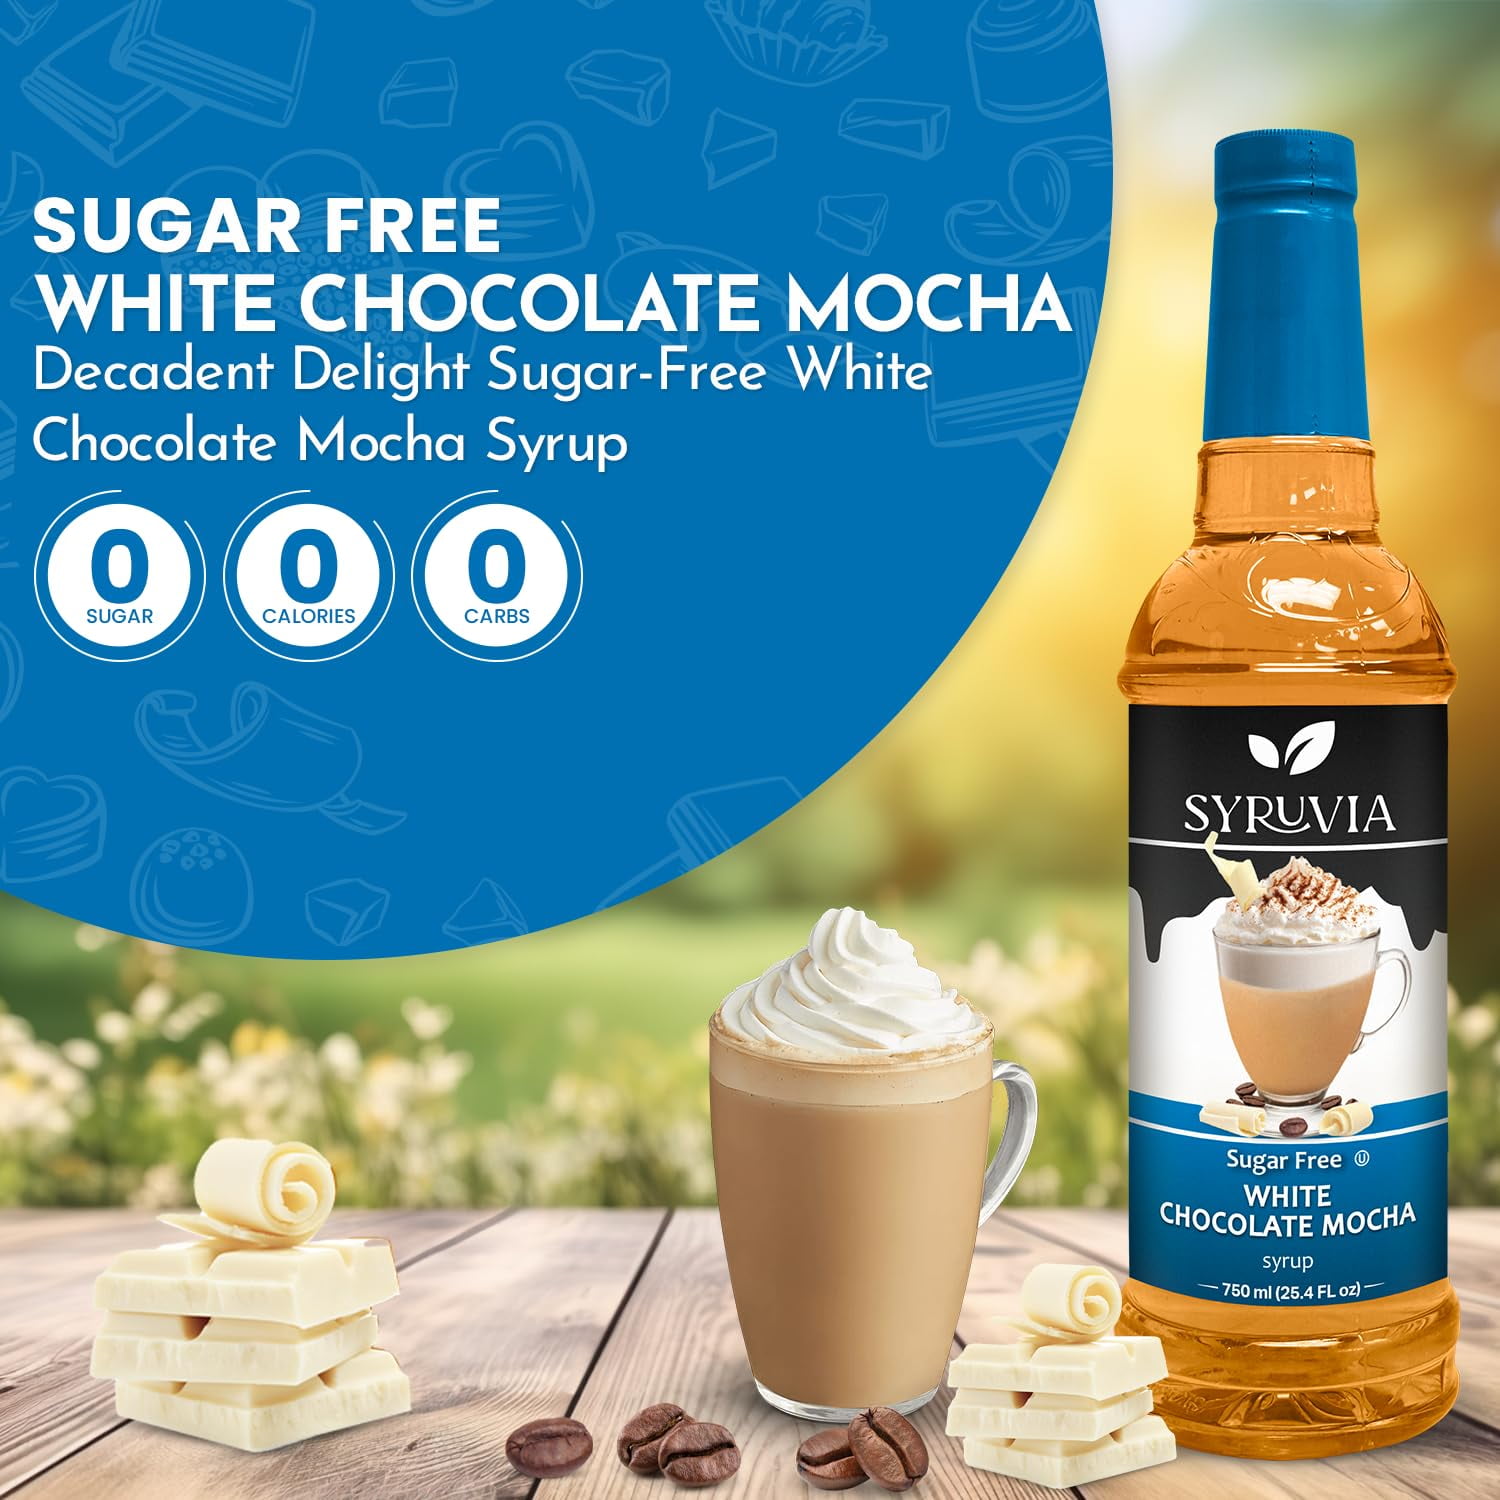 SUGAR FREE
WHITE CHOCOLATE MOCHA
Decadent Delight Sugar-Free White
Chocolate Mocha Syrup
0
SUGAR
0
CALORIES
0
CARBS
SYRUVIA
Sugar Free Ⓤ
WHITE
CHOCOLATE MOCHA
syrup
750 ml (25.4 FL oz)